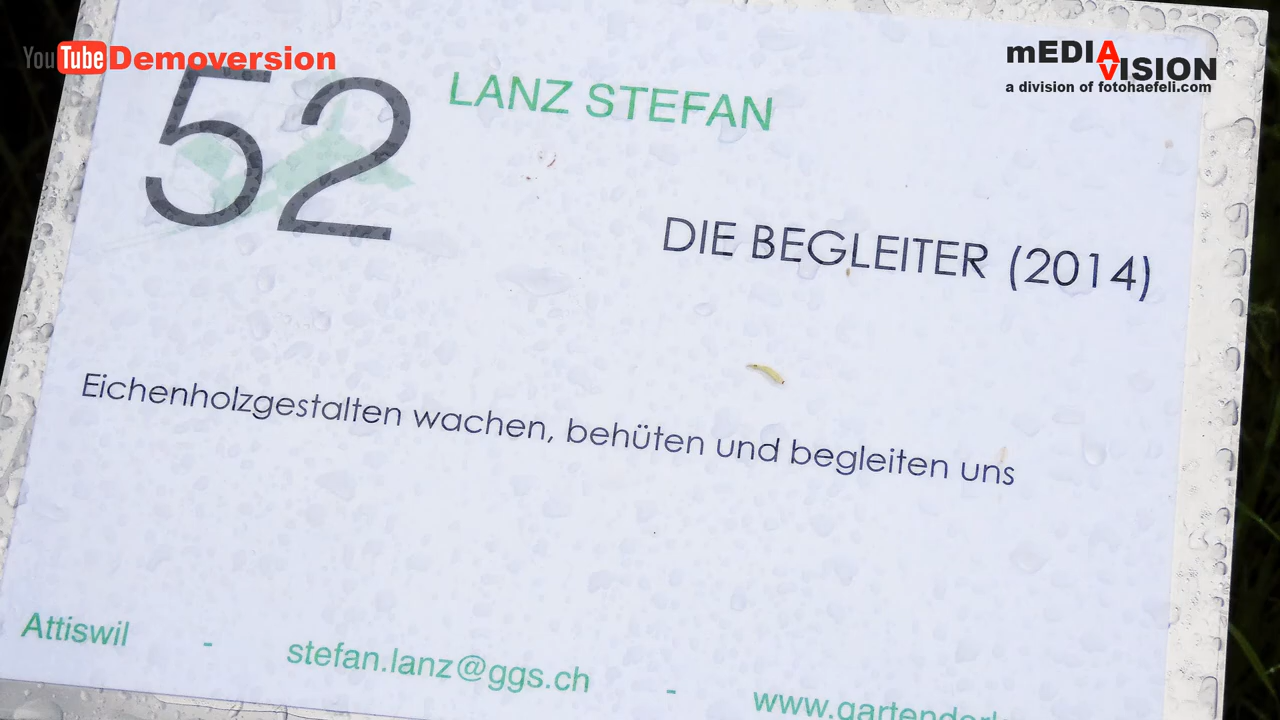 YouTube Demoversion
mEDIA VISION
a division of fotohaefeli.com
52
LANZ STEFAN
DIE BEGLEITER (2014)
Eichenholzgestalten wachen, behüten und begleiten uns
Attiswil - stefan.lanz@ggs.ch -